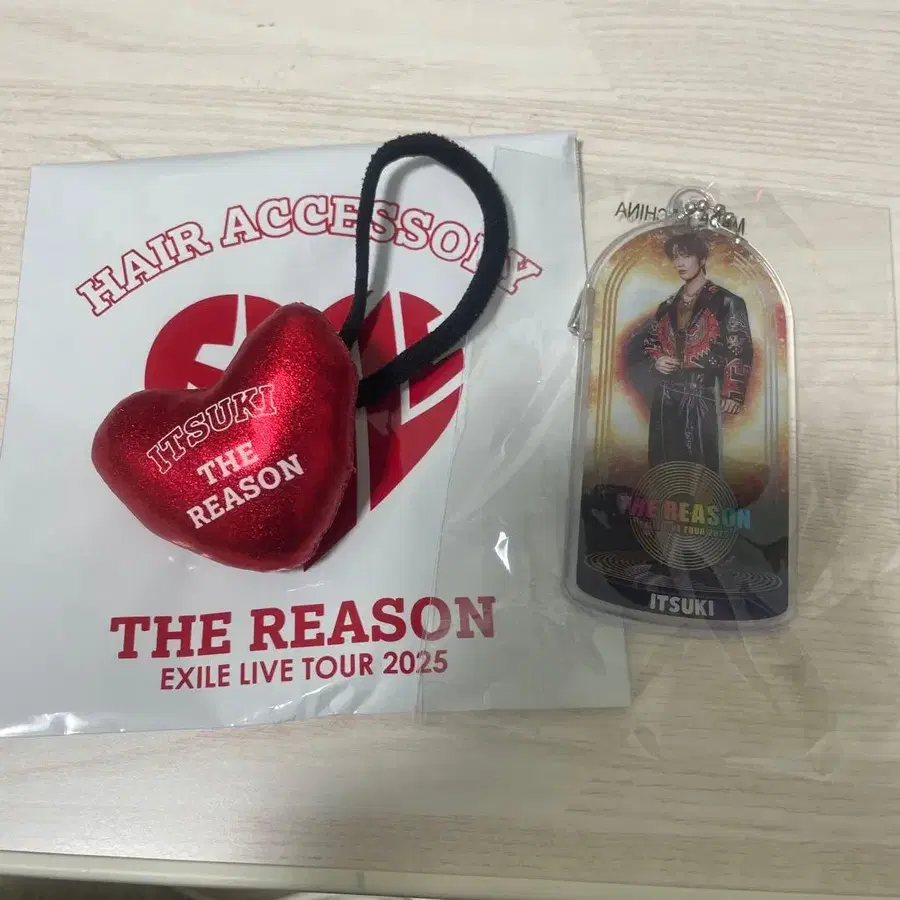 HAIR ACCESSORY
ITSUKI
THE
REASON
THE REASON
EXILE LIVE TOUR 2025
THE REASON
ITSUKI